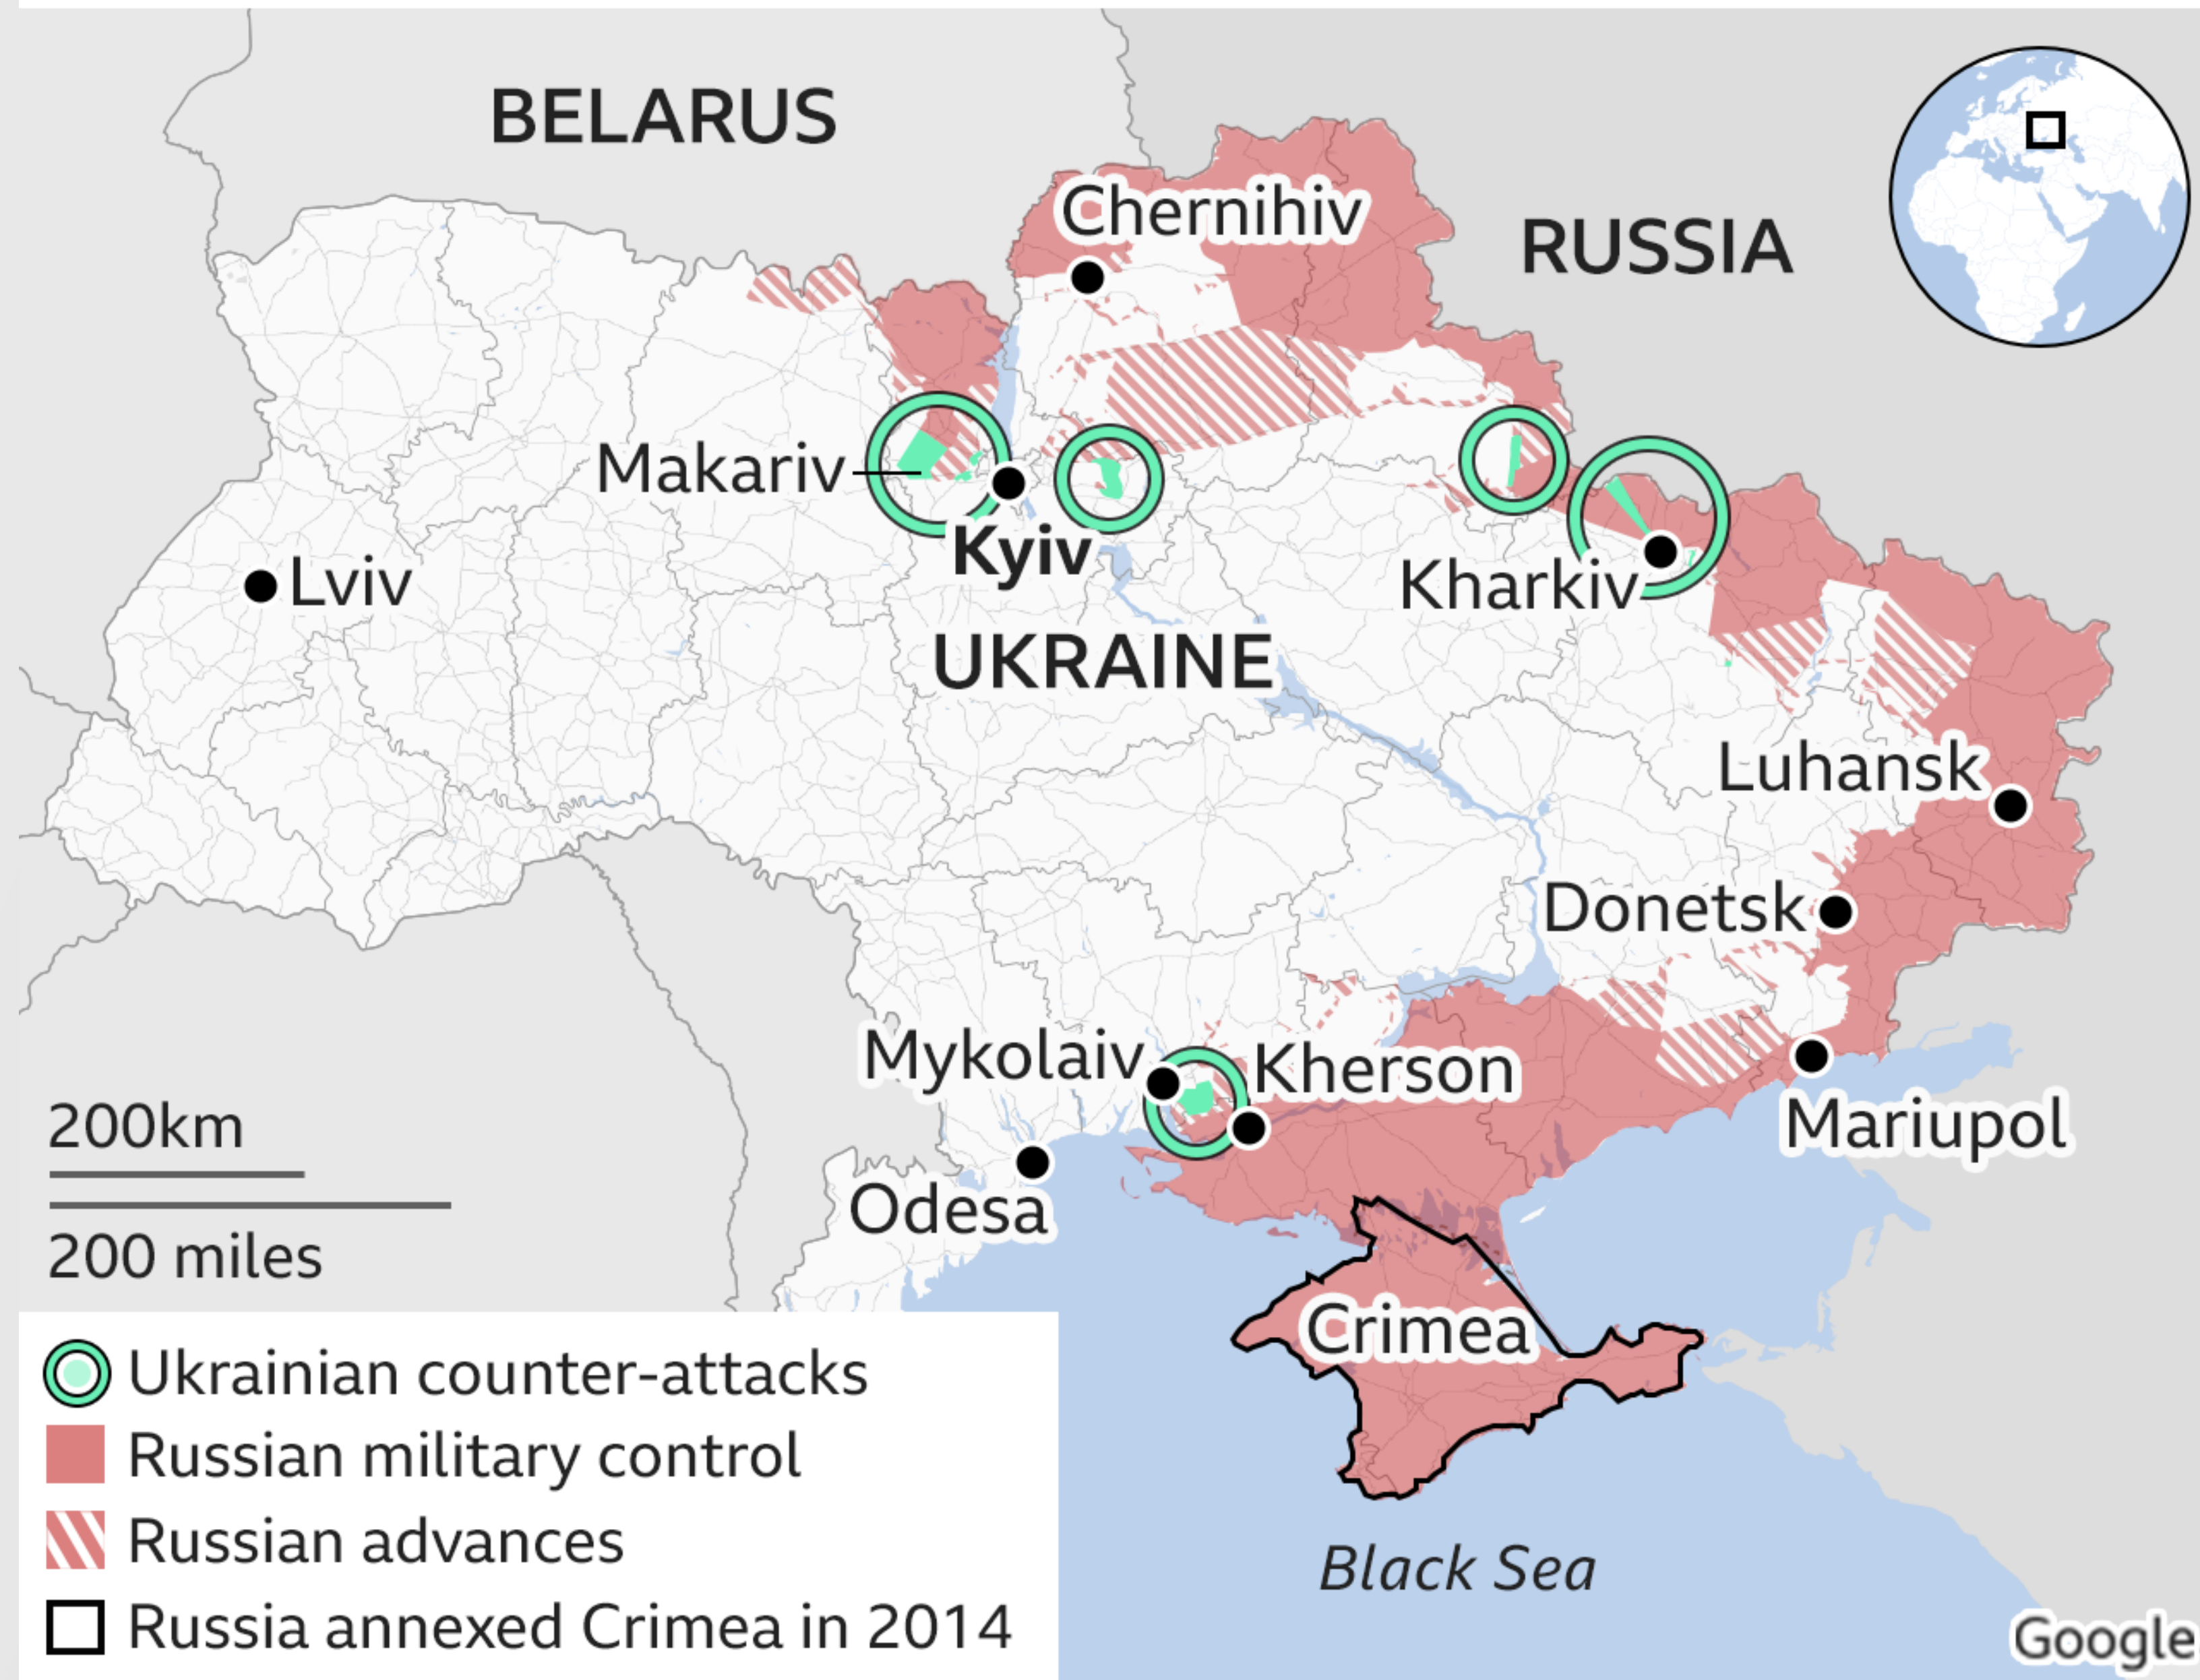 BELARUS
Chernihiv
RUSSIA
Makariv
Kyiv
Kharkiv
Lviv
UKRAINE
Luhansk
Donetsk
Mykolaiv
Kherson
Mariupol
Odesa
200km
200 miles
Crimea
Ukrainian counter-attacks
Russian military control
Russian advances
Russia annexed Crimea in 2014
Black Sea
Google